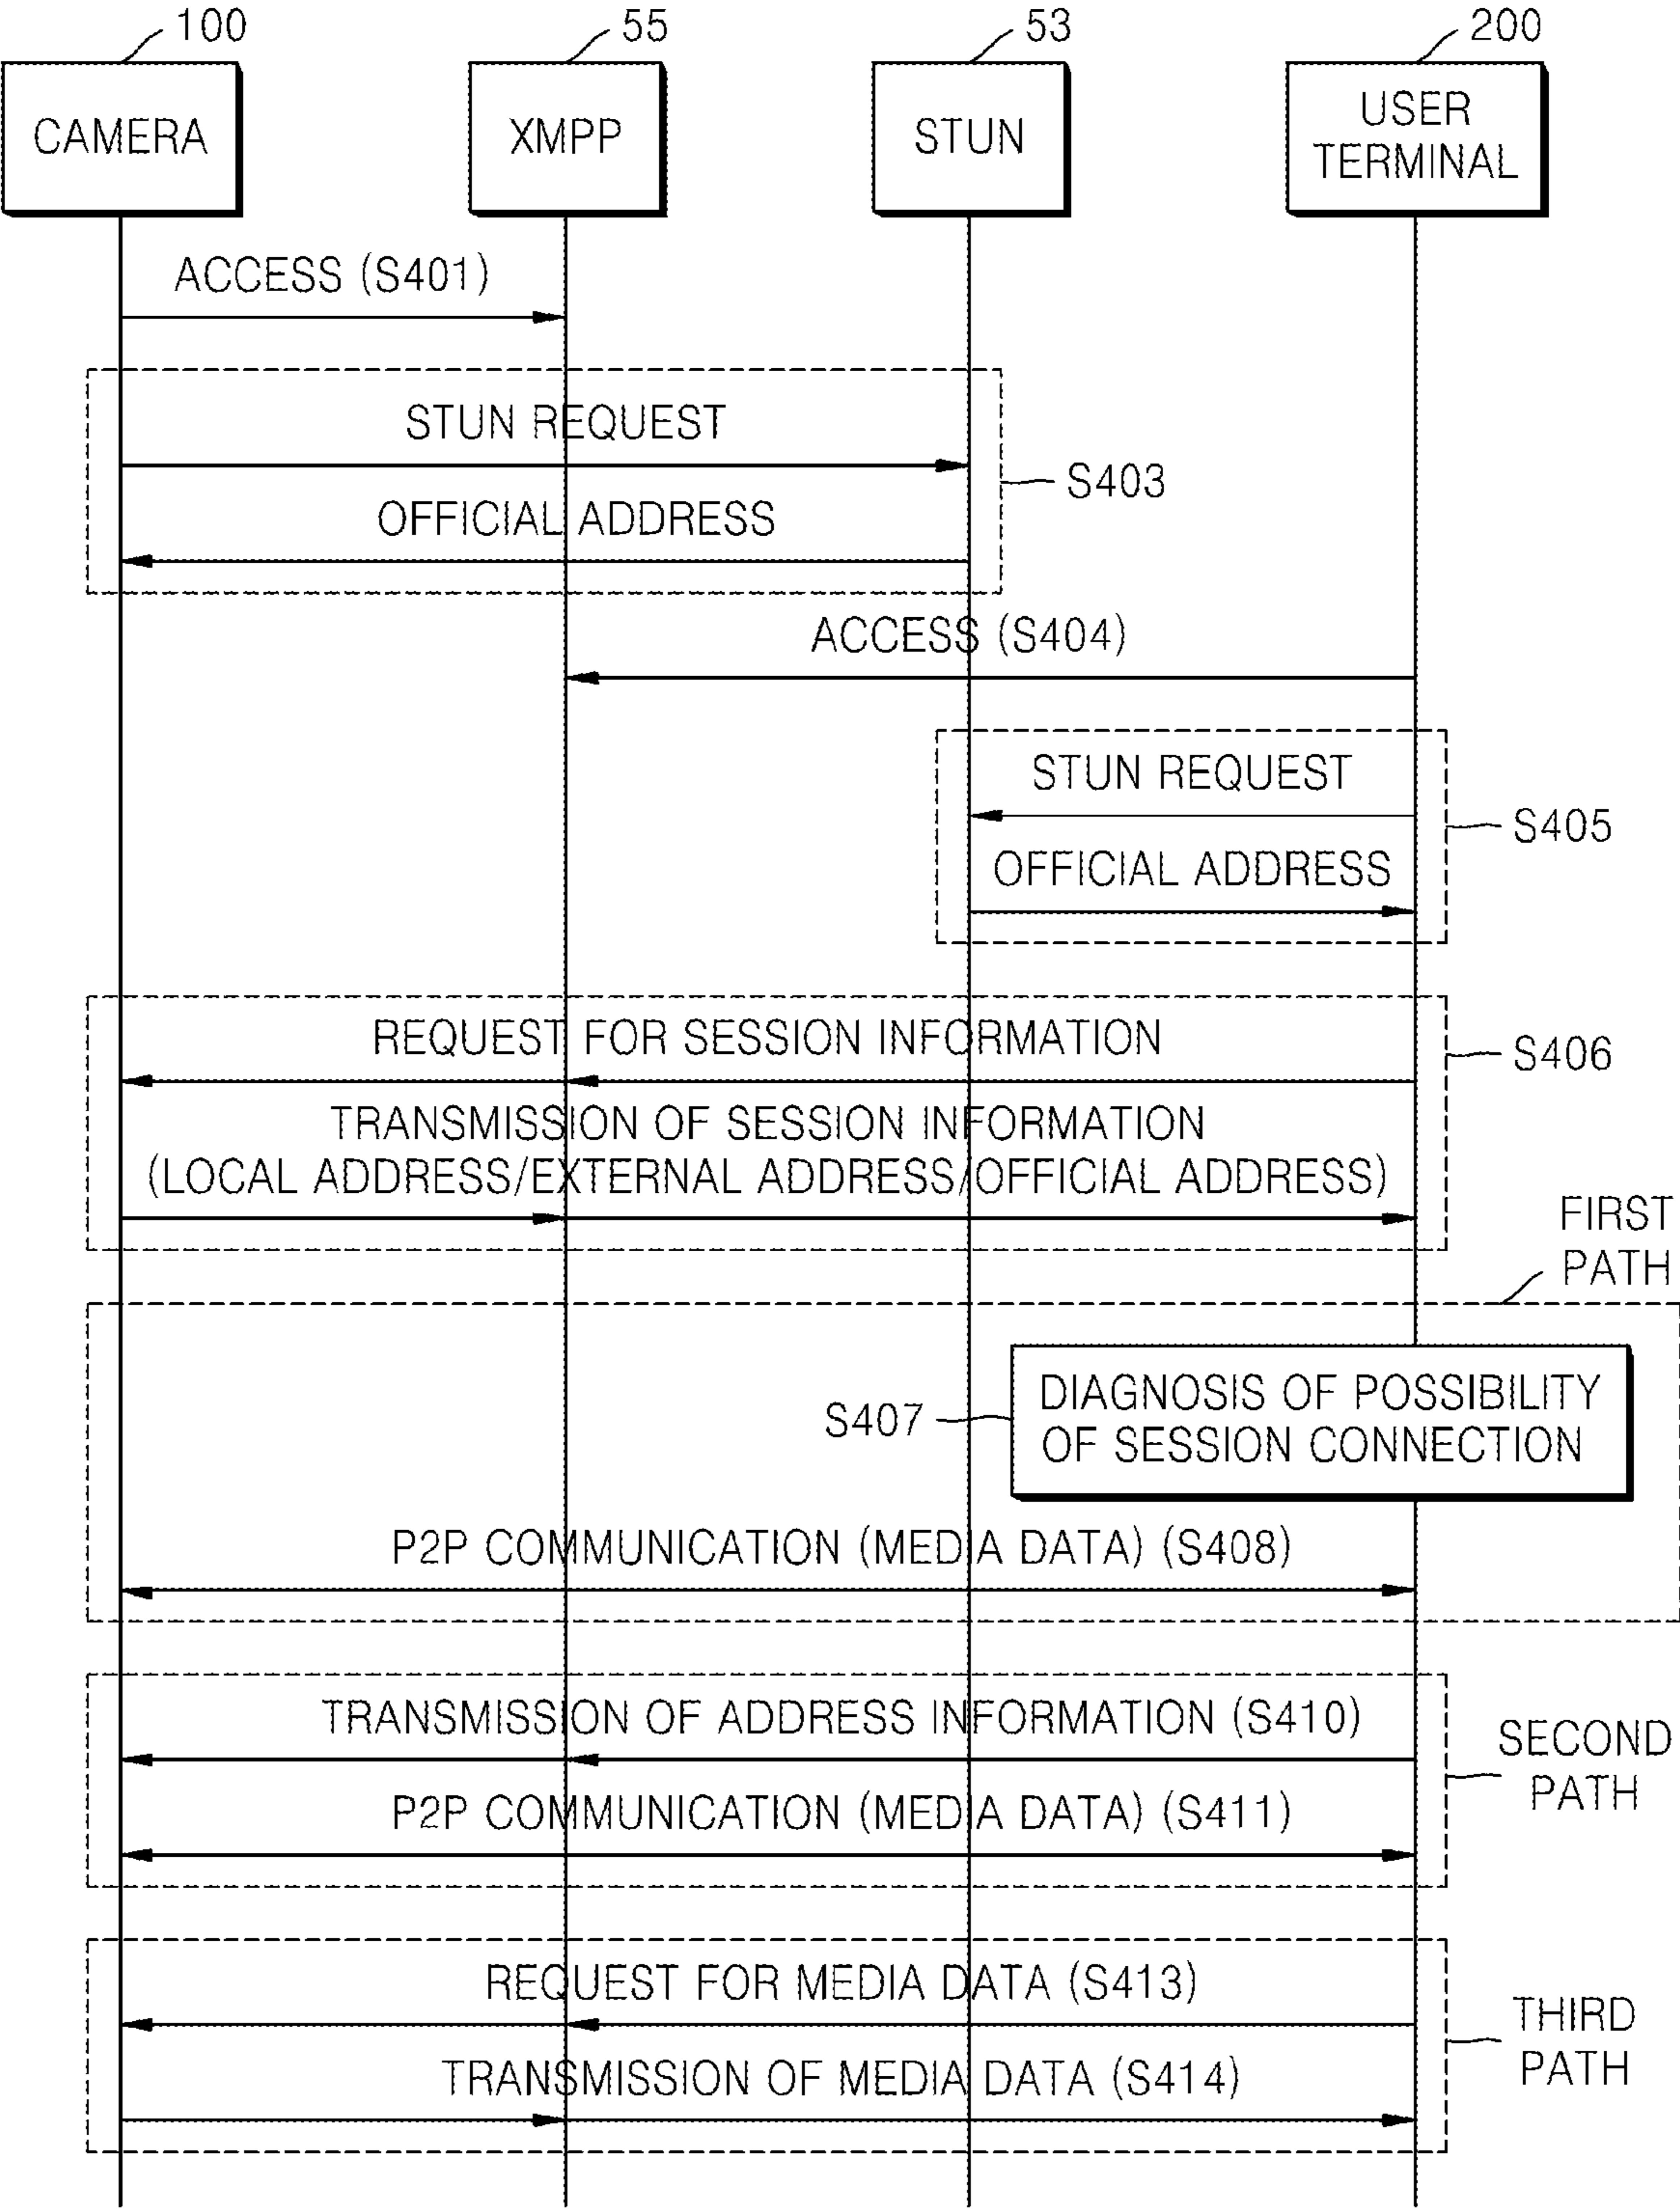 100
55
53
200
CAMERA
XMPP
STUN
USER
TERMINAL
ACCESS (S401)
STUN REQUEST
S403
OFFICIAL ADDRESS
ACCESS (S404)
STUN REQUEST
S405
OFFICIAL ADDRESS
REQUEST FOR SESSION INFORMATION
S406
TRANSMISSION OF SESSION INFORMATION
(LOCAL ADDRESS/EXTERNAL ADDRESS/OFFICIAL ADDRESS)
FIRST
PATH
DIAGNOSIS OF POSSIBILITY
OF SESSION CONNECTION
S407
P2P COMMUNICATION (MEDIA DATA) (S408)
TRANSMISSION OF ADDRESS INFORMATION (S410)
SECOND
PATH
P2P COMMUNICATION (MEDIA DATA) (S411)
REQUEST FOR MEDIA DATA (S413)
THIRD
PATH
TRANSMISSION OF MEDIA DATA (S414)